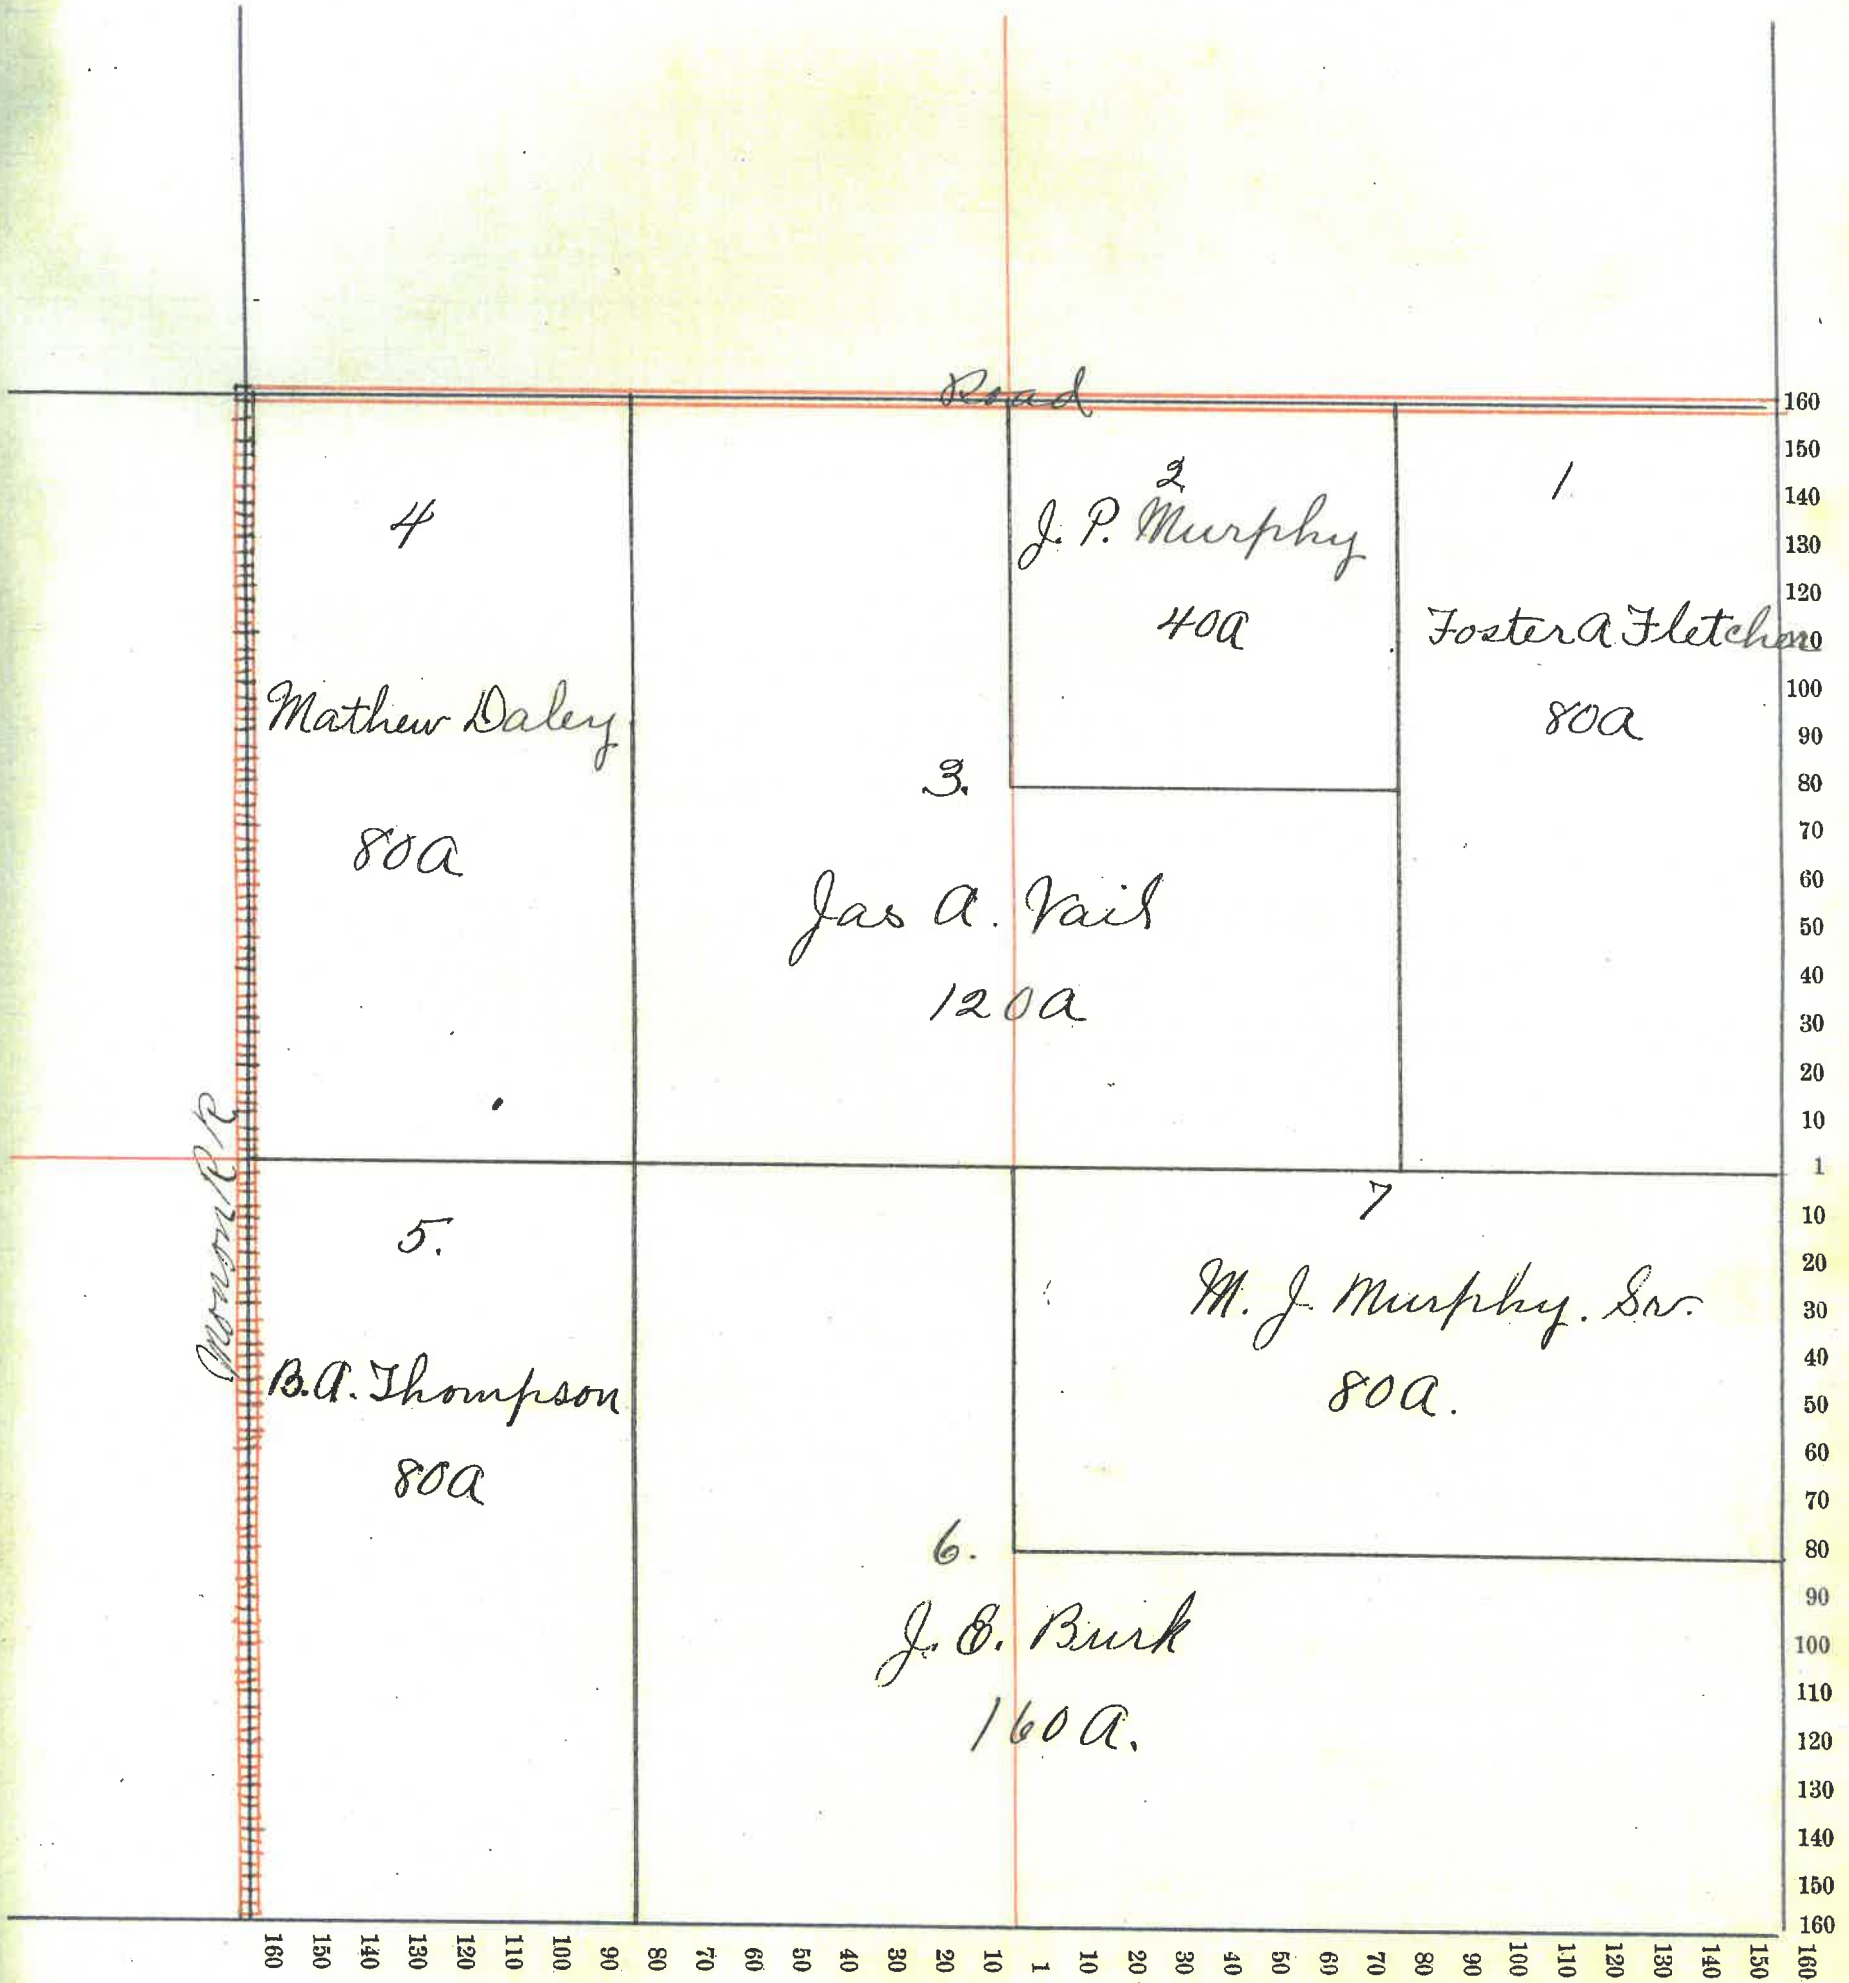 Road
4
Mathew Daley
80A
2
J. P. Murphy
40A
1
Foster A Fletcher
80A
3.
Jas A. Vail
120A
Monon R R
5.
B. A. Thompson
80A
7
M. J. Murphy. Sr.
80A.
6.
J. E. Burk
160A.
160
150
140
130
120
110
100
90
80
70
60
50
40
30
20
10
1
10
20
30
40
50
60
70
80
90
100
110
120
130
140
150
160
160 150 140 130 120 110 100 90 80 70 60 50 40 30 20 10 1 10 20 30 40 50 60 70 80 90 100 110 120 130 140 150 160